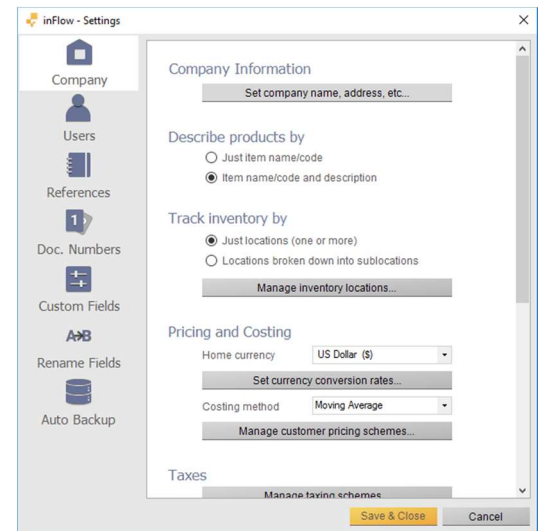 inFlow - Settings
Company
Users
References
1
Doc. Numbers
Custom Fields
A→B
Rename Fields
Auto Backup
Company Information
Set company name, address, etc...
Describe products by
Just item name/code
Item name/code and description
Track inventory by
Just locations (one or more)
Locations broken down into sublocations
Manage inventory locations...
Pricing and Costing
Home currency US Dollar ($)
Set currency conversion rates...
Costing method Moving Average
Manage customer pricing schemes...
Taxes
Manage taxing schemes
Save & Close Cancel